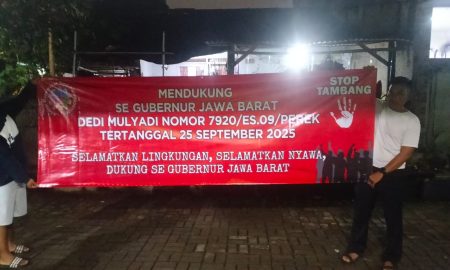 MENDUKUNG
SE GUBERNUR JAWA BARAT
DEDI MULYADI NOMOR 7920/ES.09/PEREK
TERTANGGAL 25 SEPTEMBER 2025
SELAMATKAN LINGKUNGAN, SELAMATKAN NYAWA,
DUKUNG SE GUBERNUR JAWA BARAT
STOP
TAMBANG